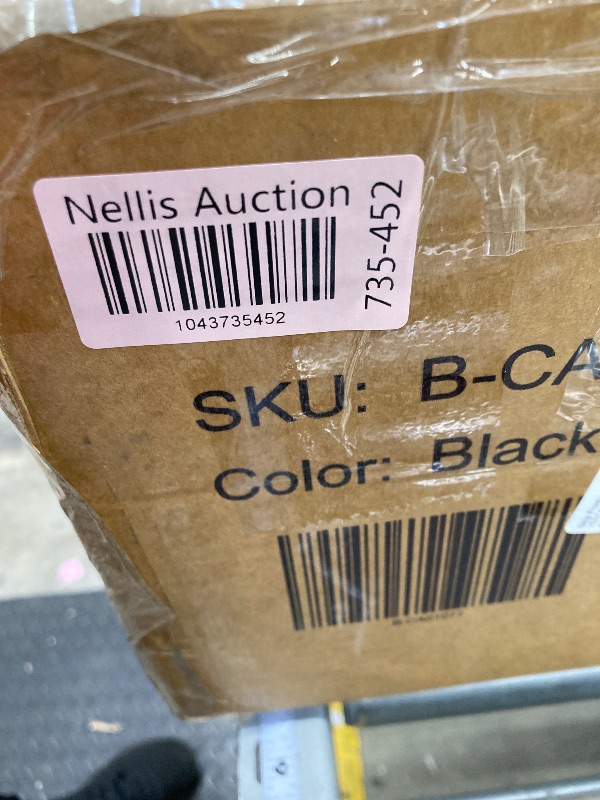 Nellis Auction
735-452
1043735452
SKU: B-CA
Color: Black